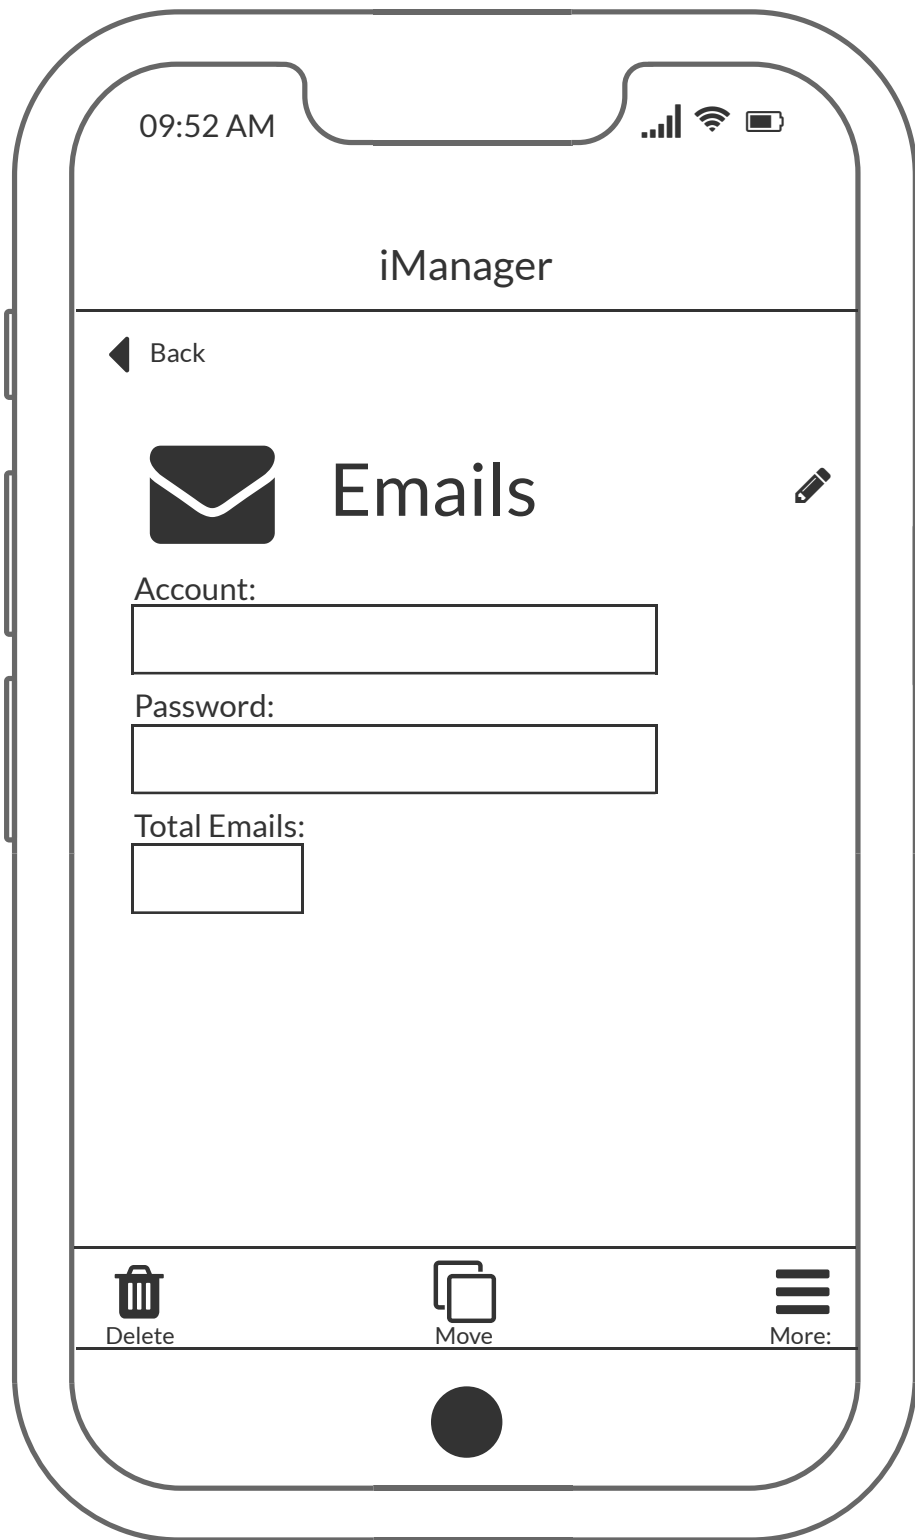 09:52 AM
iManager
Back
Emails
Account:
Password:
Total Emails:
Delete
Move
More: